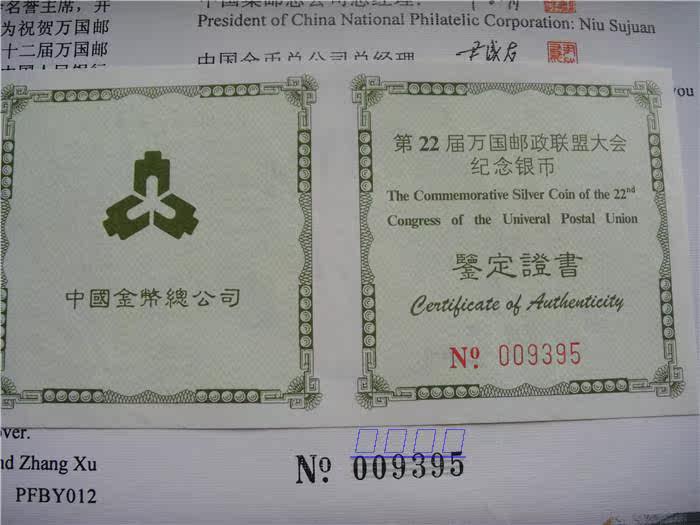 名誉主席，并
为祝贺万国邮
十二届万国邮
President of China National Philatelic Corporation: Niu Sujuan
中国金币总公司总经理
you
中國金幣總公司
第 22 届万国邮政联盟大会
纪念银币
The Commemorative Silver Coin of the 22nd
Congress of the Univeral Postal Union
鑒定證書
Certificate of Authenticity
No. 009395
over.
nd Zhang Xu
PFBY012
No. 009395